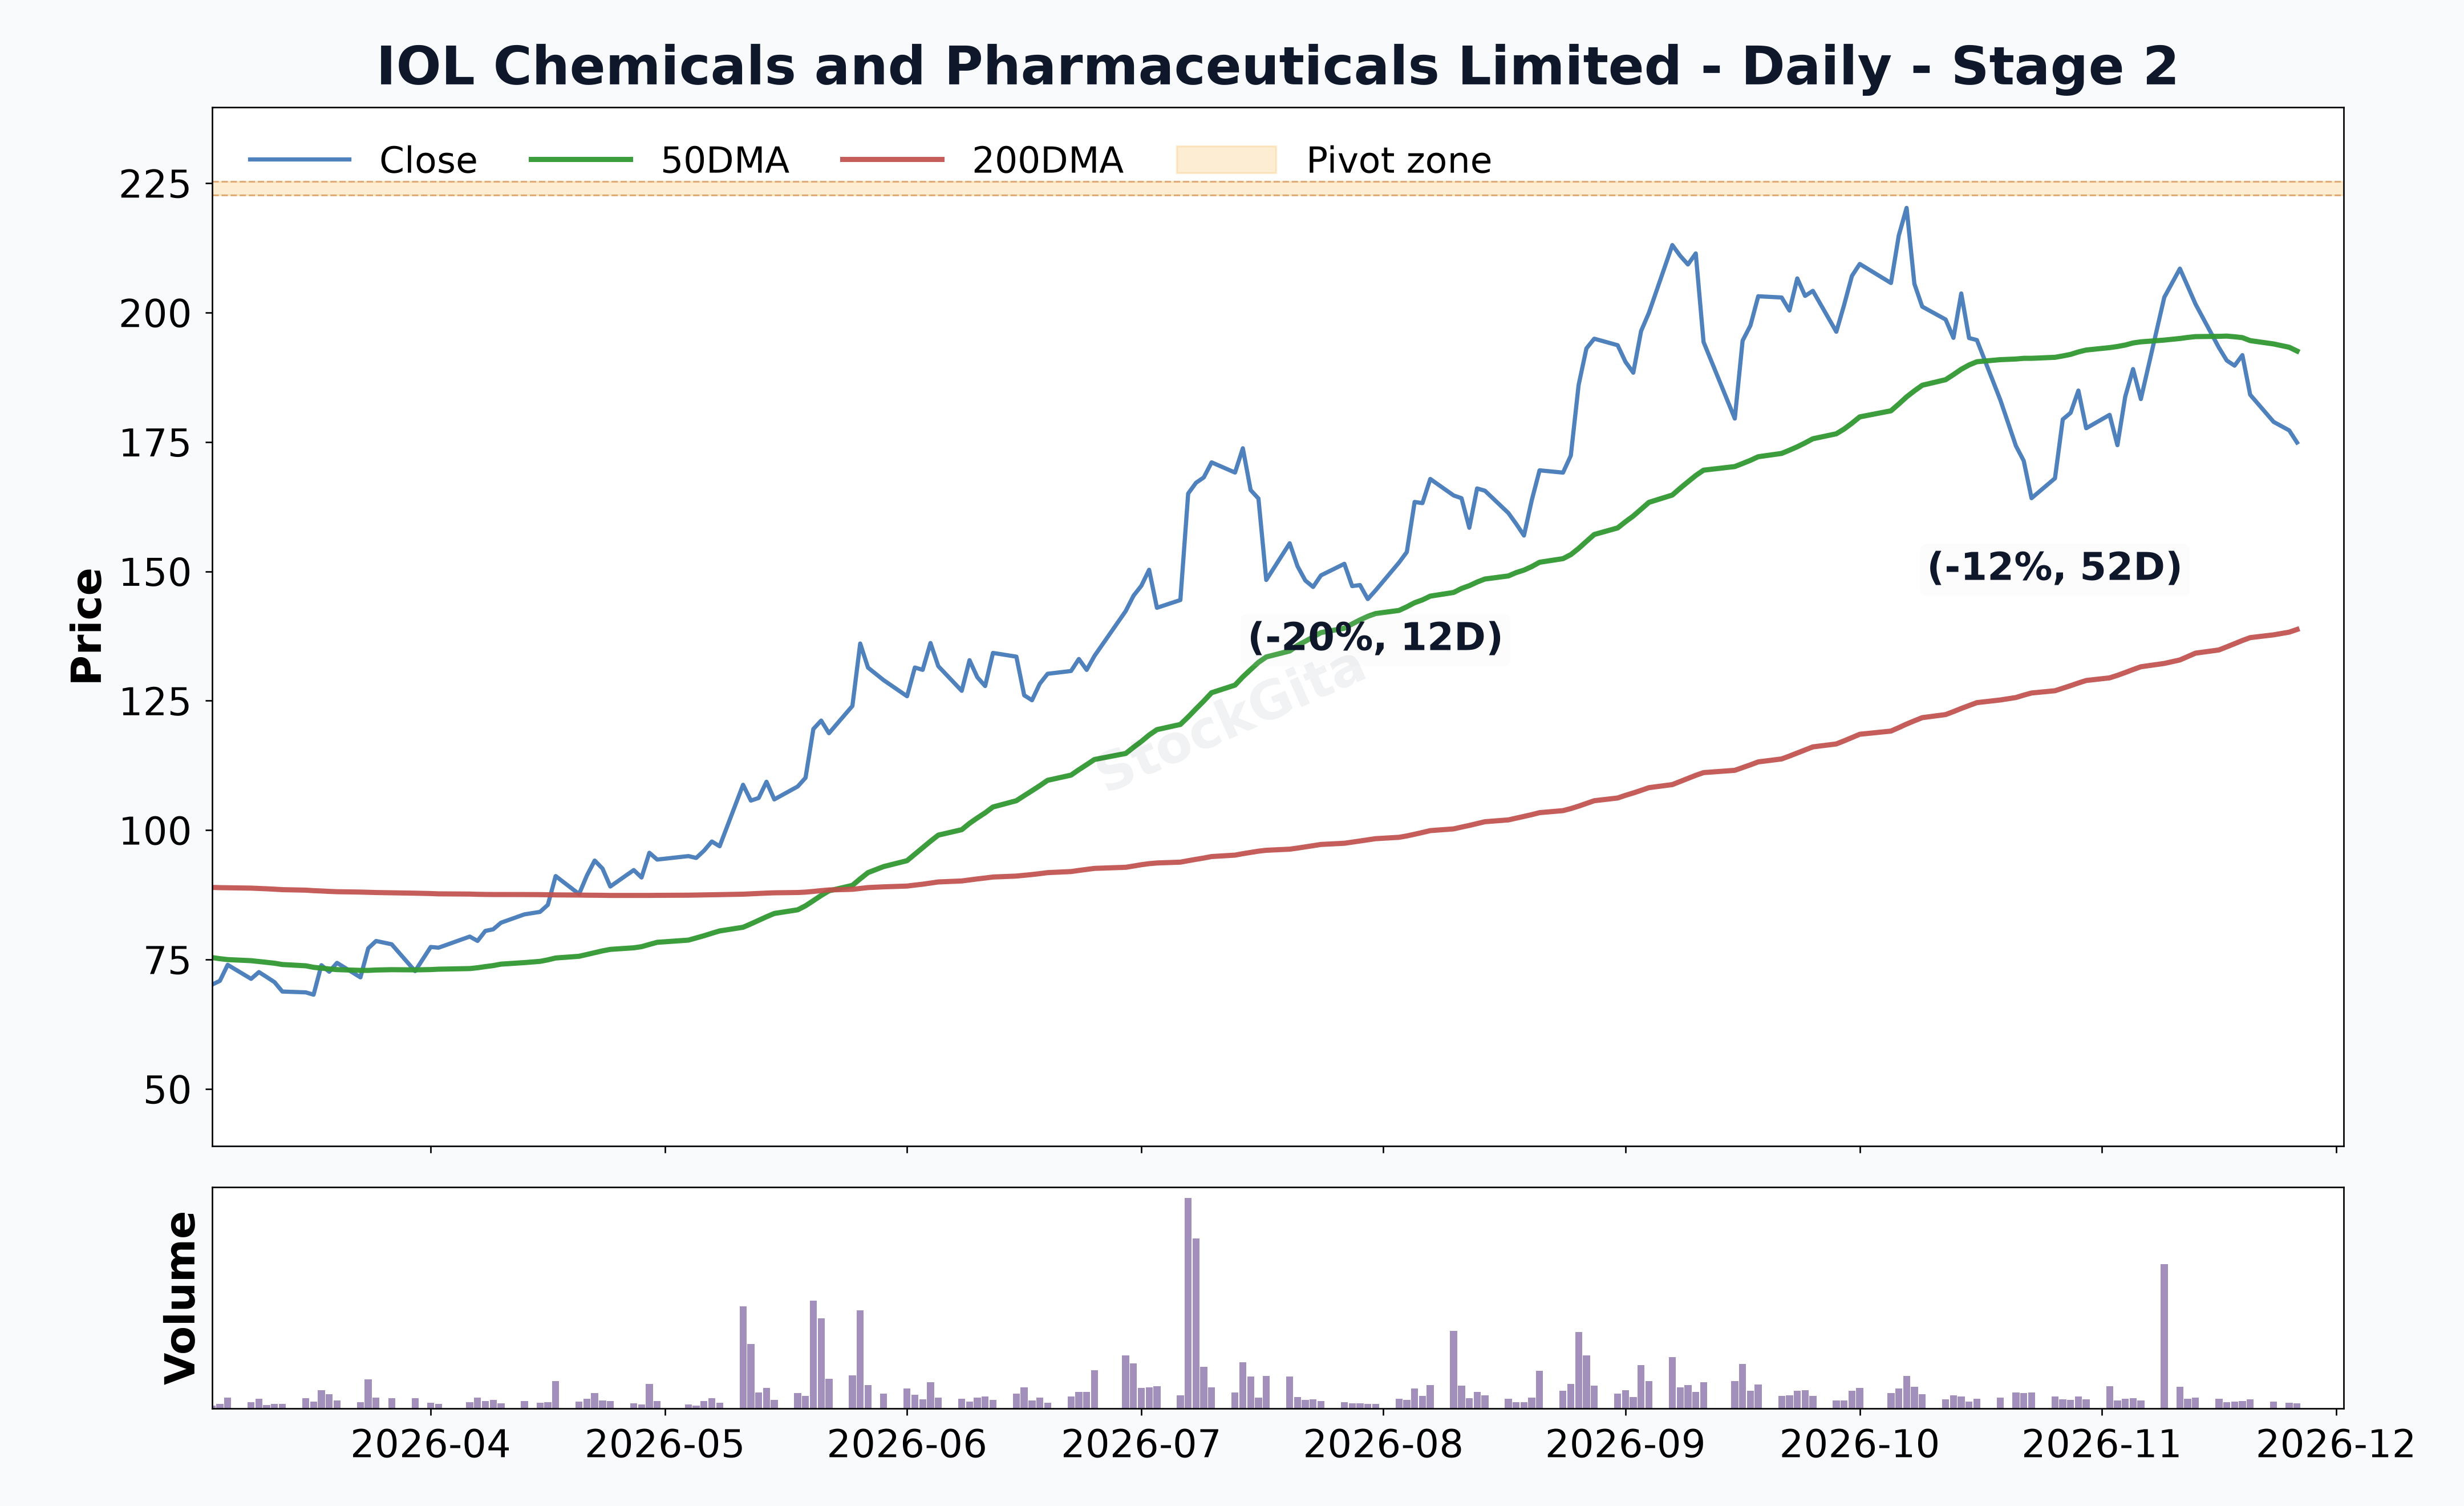 IOL Chemicals and Pharmaceuticals Limited - Daily - Stage 2
Close 50DMA 200DMA Pivot zone
225
200
175
150
125
100
75
50
Price
(-20%, 12D)
(-12%, 52D)
StockGita
Volume
2026-04 2026-05 2026-06 2026-07 2026-08 2026-09 2026-10 2026-11 2026-12